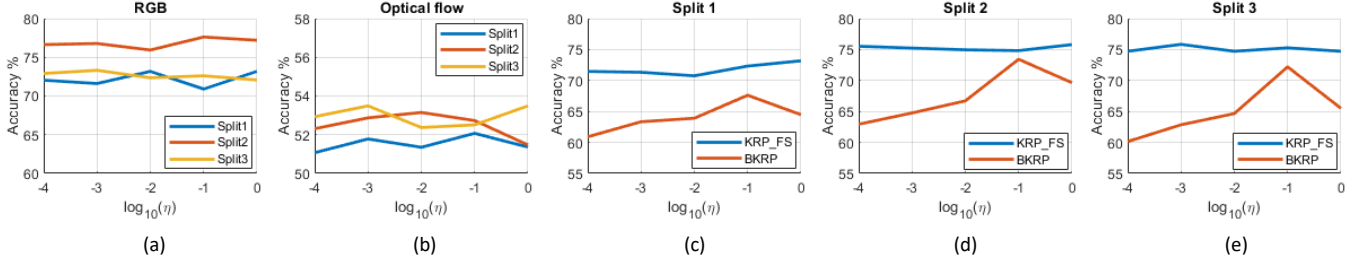 RGB
Accuracy %
80
75
70
65
60
Split1
Split2
Split3
-4 -3 -2 -1 0
log10(η)
(a)
Optical flow
Accuracy %
58
56
54
52
50
Split1
Split2
Split3
-4 -3 -2 -1 0
log10(η)
(b)
Split 1
Accuracy %
80
75
70
65
60
55
KRP_FS
BKRP
-4 -3 -2 -1 0
log10(η)
(c)
Split 2
Accuracy %
80
75
70
65
60
55
KRP_FS
BKRP
-4 -3 -2 -1 0
log10(η)
(d)
Split 3
Accuracy %
80
75
70
65
60
55
KRP_FS
BKRP
-4 -3 -2 -1 0
log10(η)
(e)